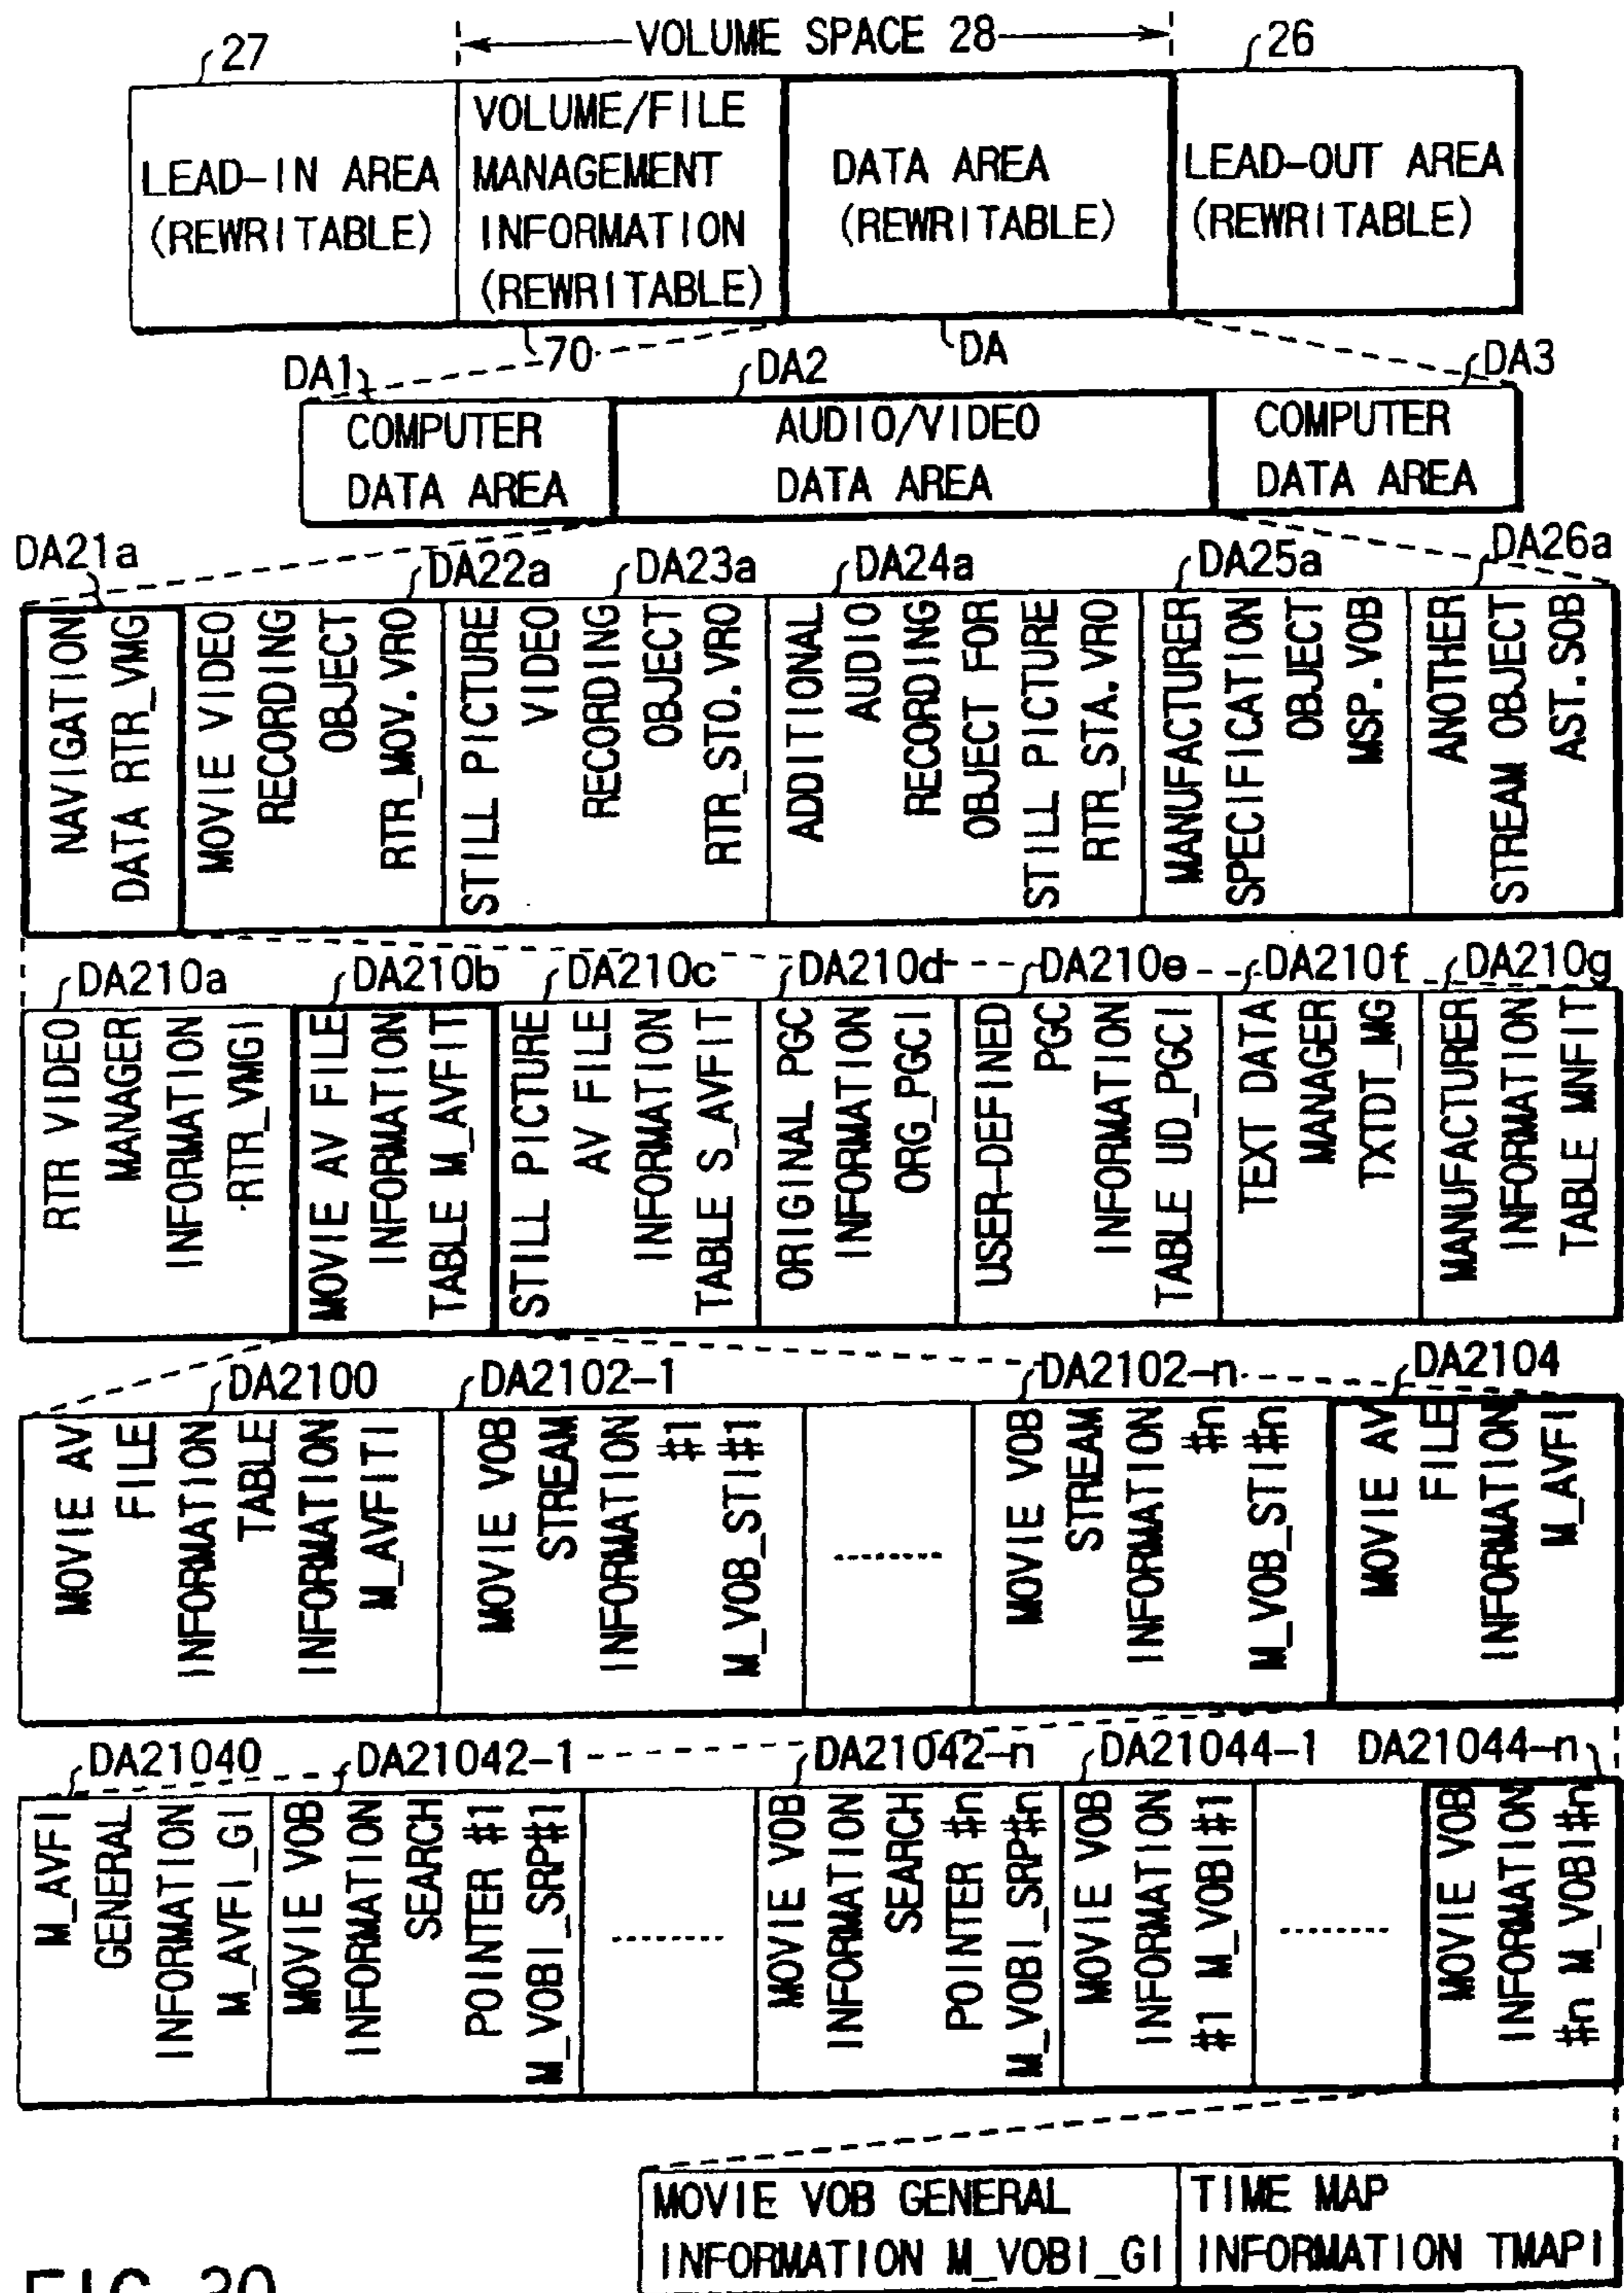 27
VOLUME SPACE 28
26
LEAD-IN AREA
(REWRITABLE)
VOLUME/FILE
MANAGEMENT
INFORMATION
(REWRITABLE)
DATA AREA
(REWRITABLE)
LEAD-OUT AREA
(REWRITABLE)
70
DA
DA1
DA2
DA3
COMPUTER
DATA AREA
AUDIO/VIDEO
DATA AREA
COMPUTER
DATA AREA
DA21a
DA22a
DA23a
DA24a
DA25a
DA26a
NAVIGATION
DATA RTR_VMG
MOVIE VIDEO
RECORDING
OBJECT
RTR_MOV.VRO
STILL PICTURE
VIDEO
RECORDING
OBJECT
RTR_STO.VRO
ADDITIONAL
AUDIO
RECORDING
OBJECT FOR
STILL PICTURE
RTR_STA.VRO
MANUFACTURER
SPECIFICATION
OBJECT
MSP.VOB
ANOTHER
STREAM OBJECT
AST.SOB
DA210a
DA210b
DA210c
DA210d
DA210e
DA210f
DA210g
RTR VIDEO
MANAGER
INFORMATION
RTR_VMGI
MOVIE AV FILE
INFORMATION
TABLE M_AVFIT
STILL PICTURE
AV FILE
INFORMATION
TABLE S_AVFIT
ORIGINAL PGC
INFORMATION
ORG_PGCI
USER-DEFINED
PGC
INFORMATION
TABLE UD_PGCI
TEXT DATA
MANAGER
TXTDT_MG
MANUFACTURER
INFORMATION
TABLE MNFIT
DA2100
DA2102-1
DA2102-n
DA2104
MOVIE AV
FILE
INFORMATION
TABLE
INFORMATION
M_AVFITI
MOVIE VOB
STREAM
INFORMATION
#1
M_VOB_STI#1
MOVIE VOB
STREAM
INFORMATION
#n
M_VOB_STI#n
MOVIE AV
FILE
INFORMATION
M_AVFI
DA21040
DA21042-1
DA21042-n
DA21044-1
DA21044-n
M_AVFI
GENERAL
INFORMATION
M_AVFI_GI
MOVIE VOB
INFORMATION
SEARCH
POINTER #1
M_VOBI_SRP#1
MOVIE VOB
INFORMATION
SEARCH
POINTER #n
M_VOBI_SRP#n
MOVIE VOB
INFORMATION
#1 M_VOBI#1
MOVIE VOB
INFORMATION
#n M_VOBI#n
MOVIE VOB GENERAL
INFORMATION M_VOBI_GI
TIME MAP
INFORMATION TMAPI